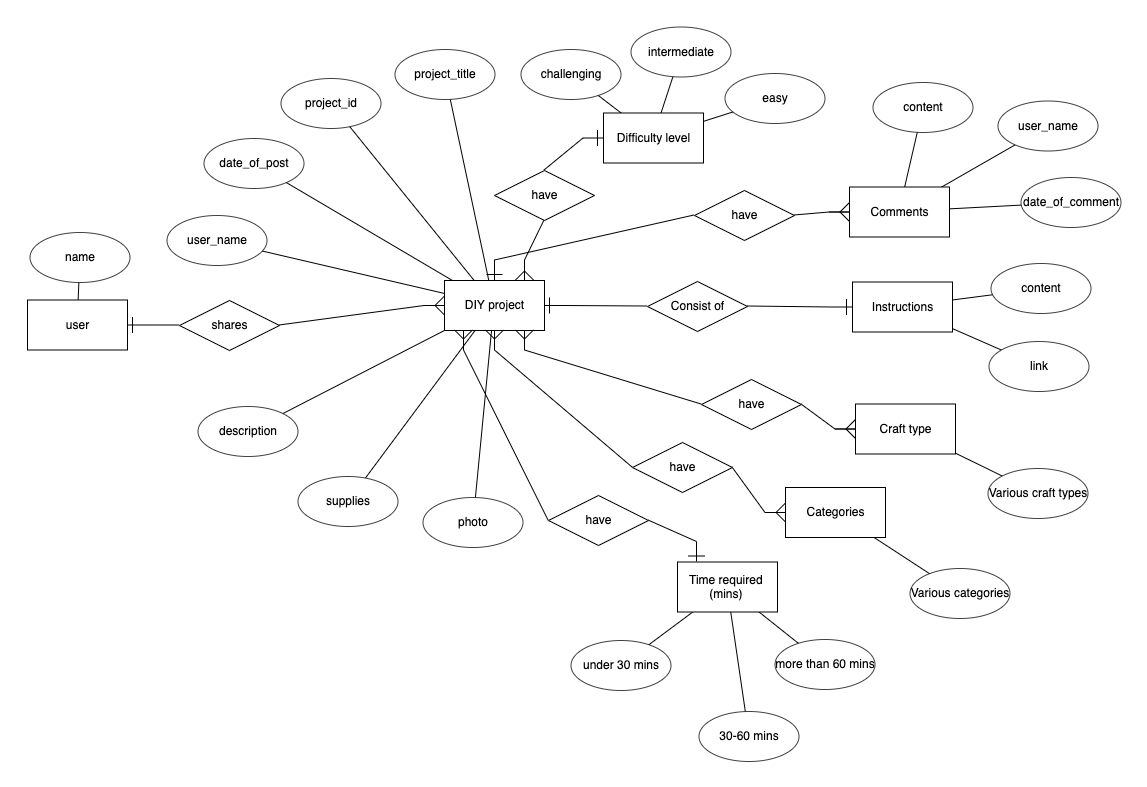 intermediate
project_title
challenging
project_id
easy
content
user_name
Difficulty level
date_of_post
have
date_of_comment
have
Comments
user_name
name
content
DIY project
Consist of
Instructions
user
shares
link
have
Craft type
description
have
Various craft types
supplies
photo
have
Categories
Time required
(mins)
Various categories
under 30 mins
more than 60 mins
30-60 mins